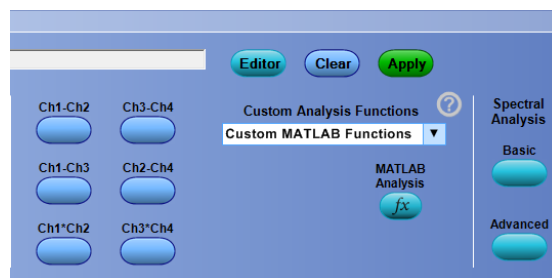 Editor Clear Apply
Ch1-Ch2 Ch3-Ch4 Custom Analysis Functions ? Spectral
Analysis
Custom MATLAB Functions
Basic
Ch1-Ch3 Ch2-Ch4 MATLAB
Analysis
fx
Ch1*Ch2 Ch3*Ch4 Advanced